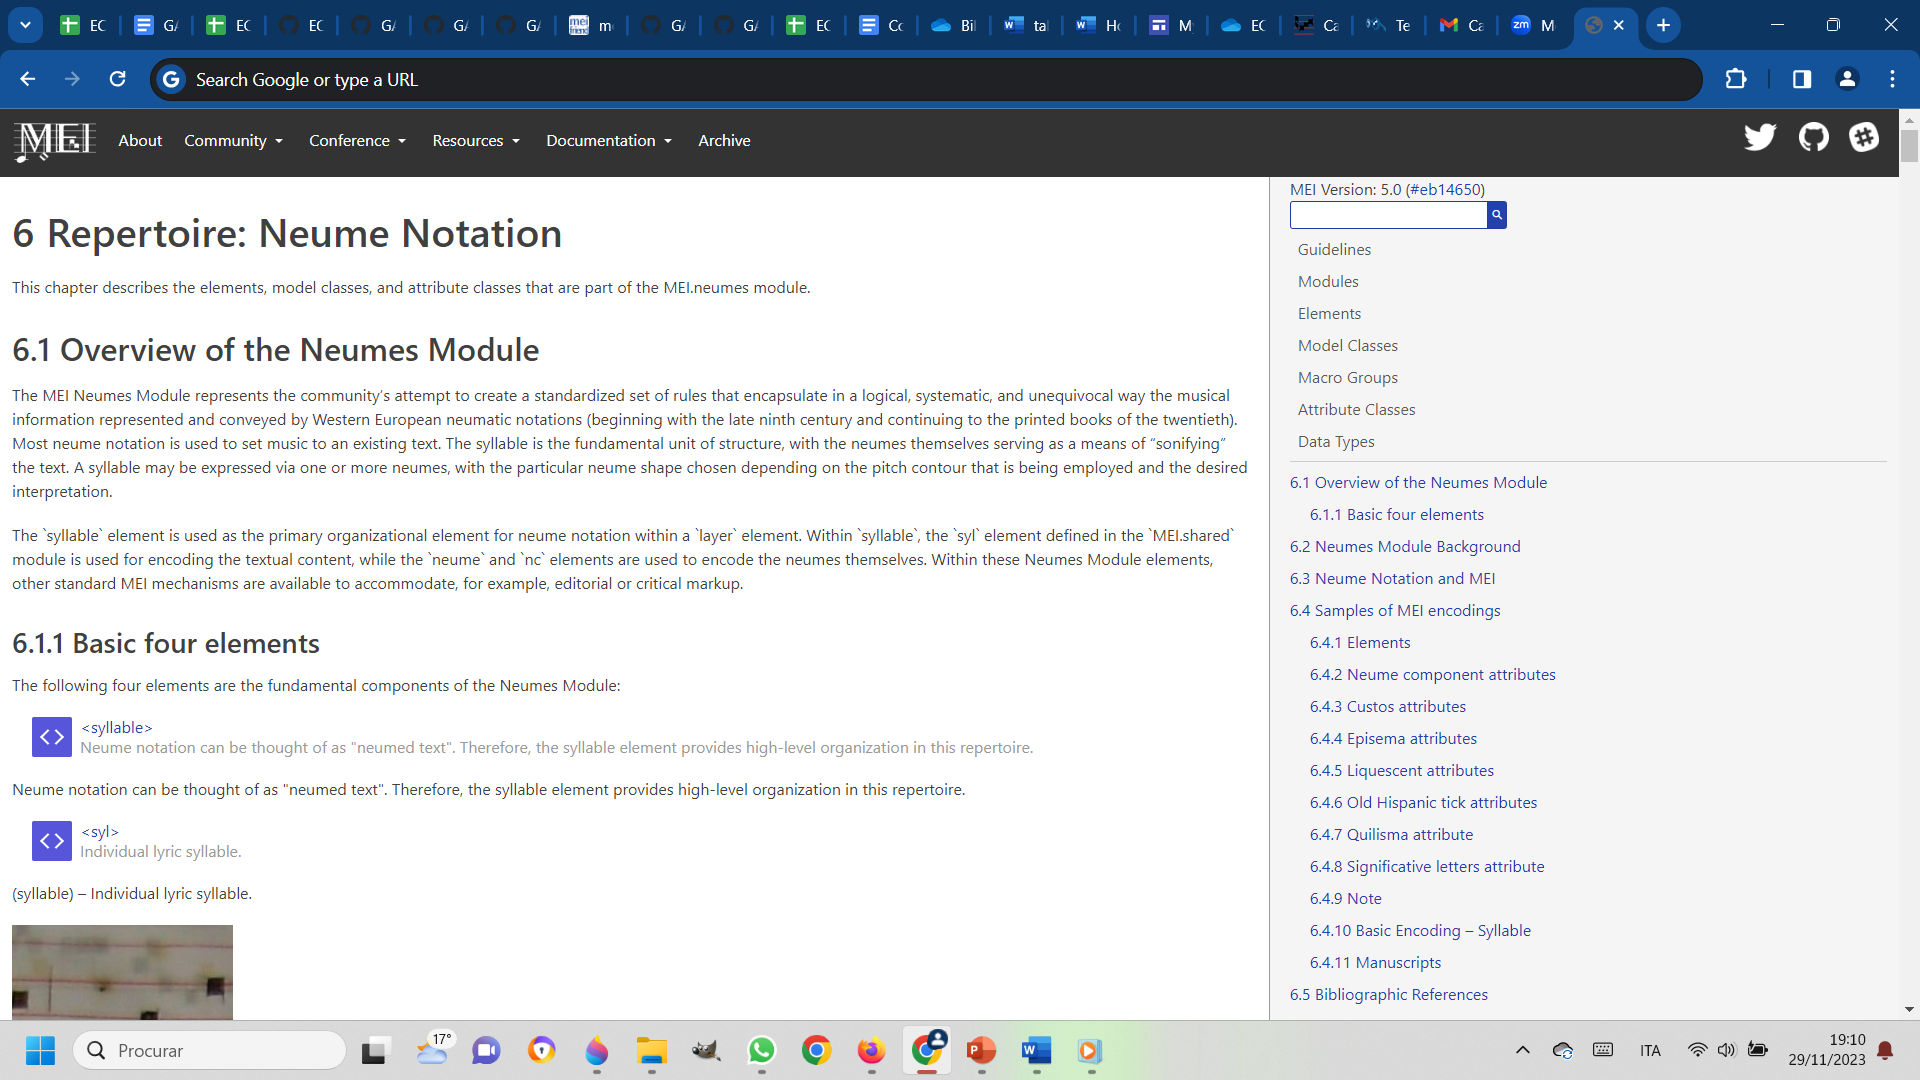 EC
GA
EC
EC
GA
GA
GA
m
GA
GA
EC
Co
Bil
tal
He
M
EC
Ca
Te
Ca
zm
M
Search Google or type a URL
MEI
About
Community
Conference
Resources
Documentation
Archive
6 Repertoire: Neume Notation
This chapter describes the elements, model classes, and attribute classes that are part of the MEI.neumes module.
6.1 Overview of the Neumes Module
The MEI Neumes Module represents the community’s attempt to create a standardized set of rules that encapsulate in a logical, systematic, and unequivocal way the musical
information represented and conveyed by Western European neumatic notations (beginning with the late ninth century and continuing to the printed books of the twentieth).
Most neume notation is used to set music to an existing text. The syllable is the fundamental unit of structure, with the neumes themselves serving as a means of “sonifying”
the text. A syllable may be expressed via one or more neumes, with the particular neume shape chosen depending on the pitch contour that is being employed and the desired
interpretation.
The `syllable` element is used as the primary organizational element for neume notation within a `layer` element. Within `syllable`, the `syl` element defined in the `MEI.shared`
module is used for encoding the textual content, while the `neume` and `nc` elements are used to encode the neumes themselves. Within these Neumes Module elements,
other standard MEI mechanisms are available to accommodate, for example, editorial or critical markup.
6.1.1 Basic four elements
The following four elements are the fundamental components of the Neumes Module:
<syllable>
Neume notation can be thought of as "neumed text". Therefore, the syllable element provides high-level organization in this repertoire.
Neume notation can be thought of as "neumed text". Therefore, the syllable element provides high-level organization in this repertoire.
<syl>
Individual lyric syllable.
(syllable) – Individual lyric syllable.
MEI Version: 5.0 (#eb14650)
Guidelines
Modules
Elements
Model Classes
Macro Groups
Attribute Classes
Data Types
6.1 Overview of the Neumes Module
6.1.1 Basic four elements
6.2 Neumes Module Background
6.3 Neume Notation and MEI
6.4 Samples of MEI encodings
6.4.1 Elements
6.4.2 Neume component attributes
6.4.3 Custos attributes
6.4.4 Episema attributes
6.4.5 Liquescent attributes
6.4.6 Old Hispanic tick attributes
6.4.7 Quilisma attribute
6.4.8 Significative letters attribute
6.4.9 Note
6.4.10 Basic Encoding – Syllable
6.4.11 Manuscripts
6.5 Bibliographic References
Procurar
17°
ITA
19:10
29/11/2023